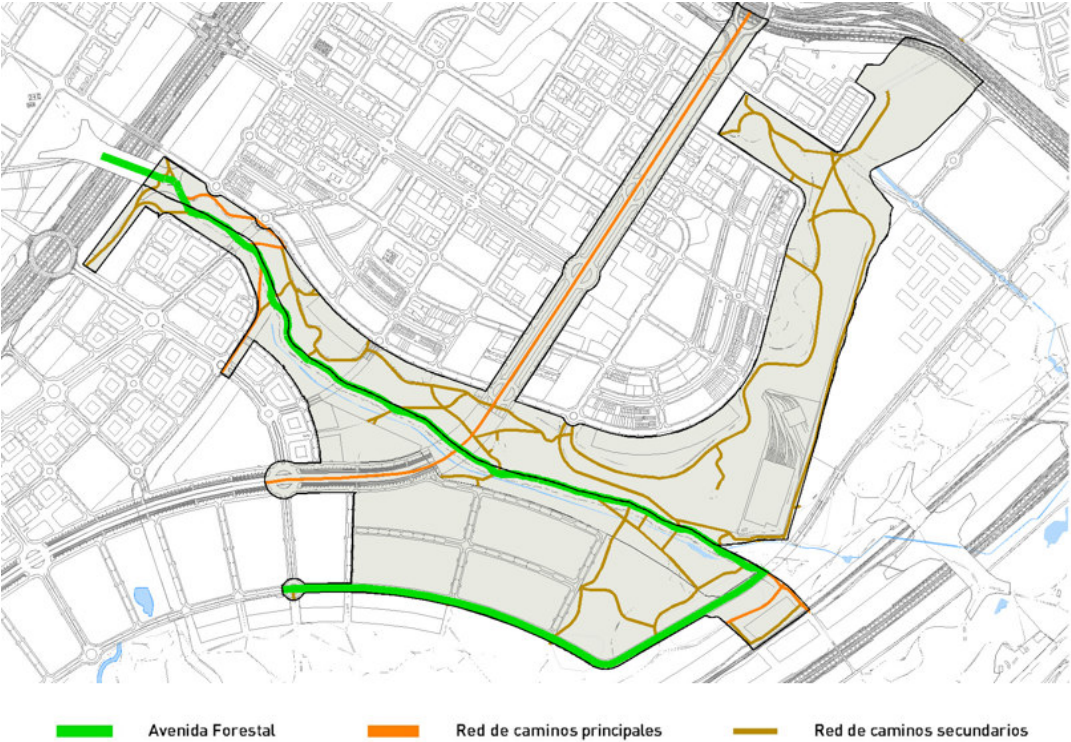 Avenida Forestal
Red de caminos principales
Red de caminos secundarios